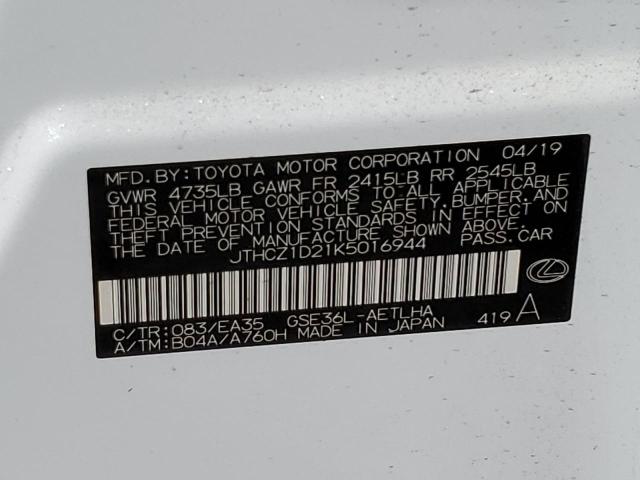 MFD.BY:TOYOTA MOTOR CORPORATION 04/19
GVWR 4735LB GAWR FR 2415LB RR 2545LB
THIS VEHICLE CONFORMS TO ALL APPLICABLE
FEDERAL MOTOR VEHICLE SAFETY,BUMPER,AND
THEFT PREVENTION STANDARDS IN EFFECT ON
THE DATE OF MANUFACTURE SHOWN ABOVE.
JTHCZ1D21K5016944 PASS.CAR
C/TR:083/EA35 GSE36L-AETLHA
A/TM:B04A/A760H MADE IN JAPAN 419 A